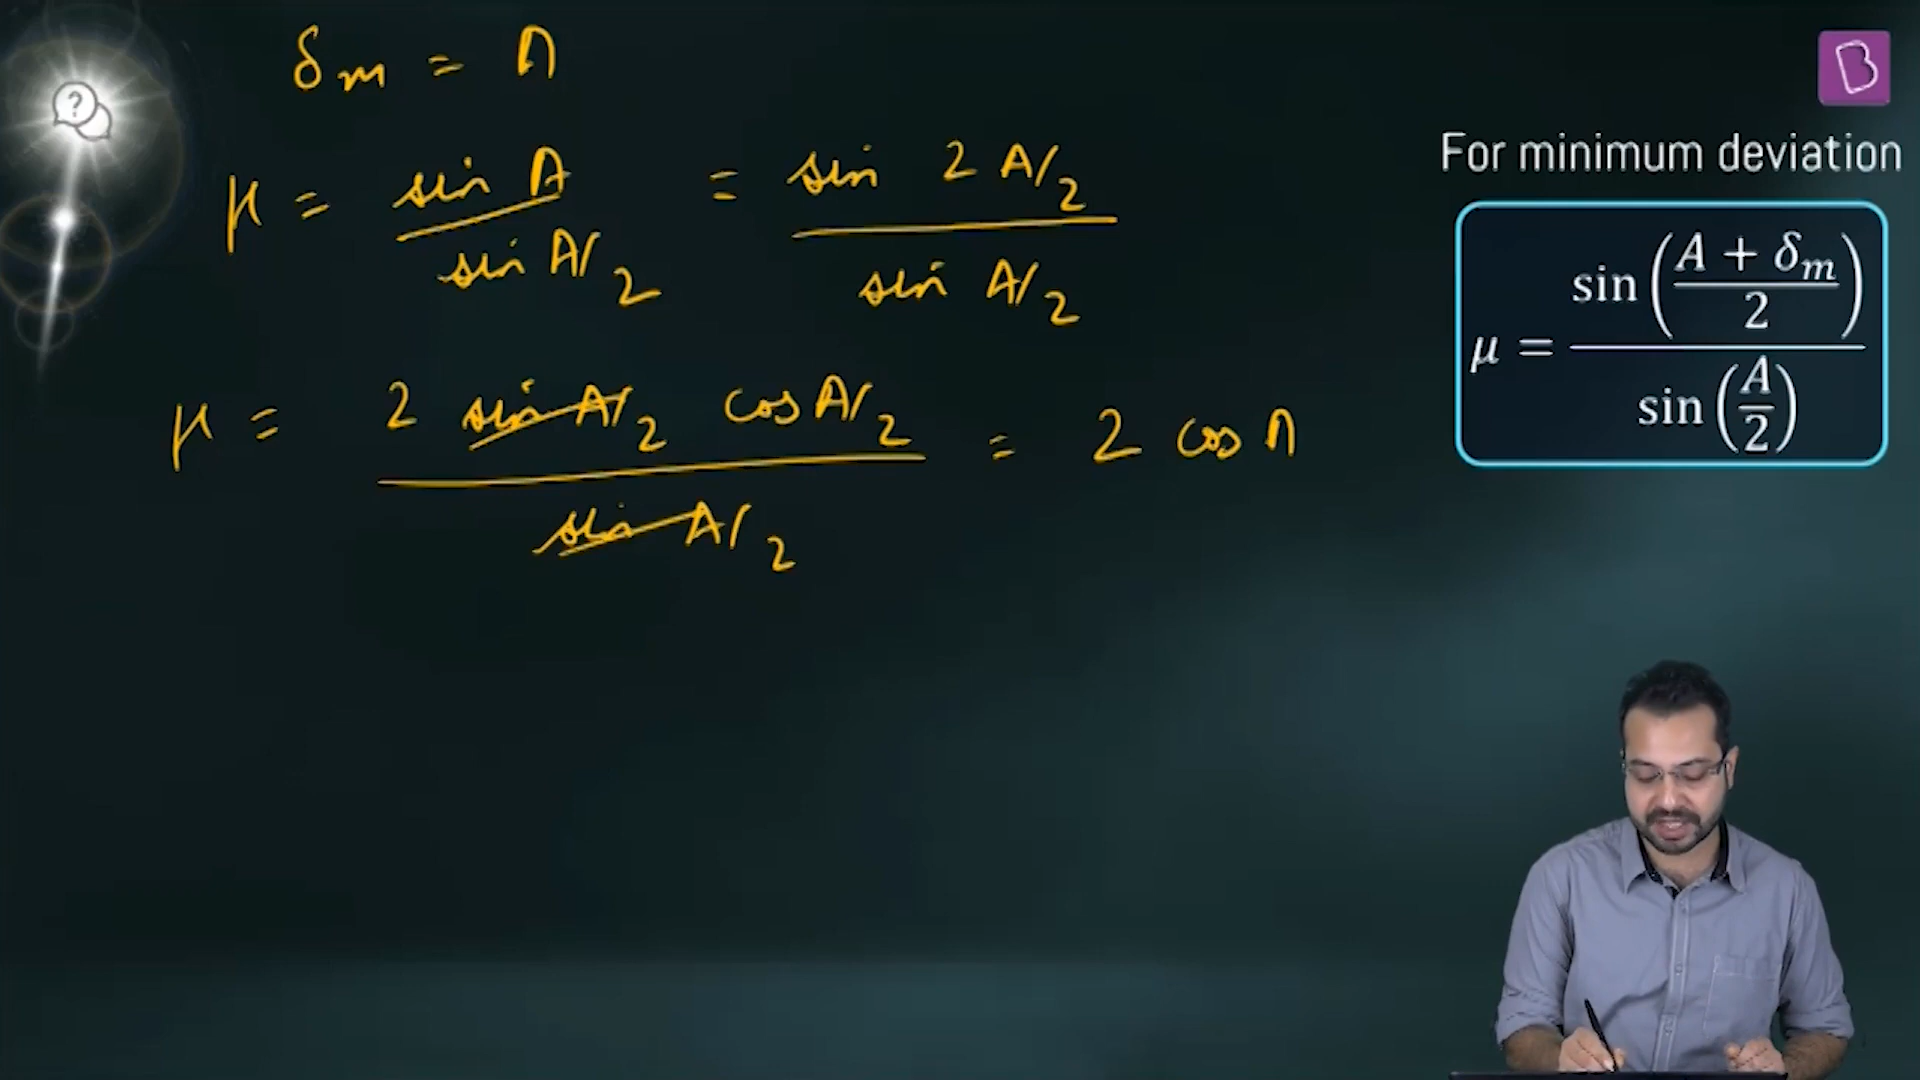 δm = A
μ = sin A / sin A/2 = sin 2 A/2 / sin A/2
μ = 2 sin A/2 cos A/2 / sin A/2 = 2 cos A
?
B
For minimum deviation
μ = sin((A + δm)/2) / sin(A/2)